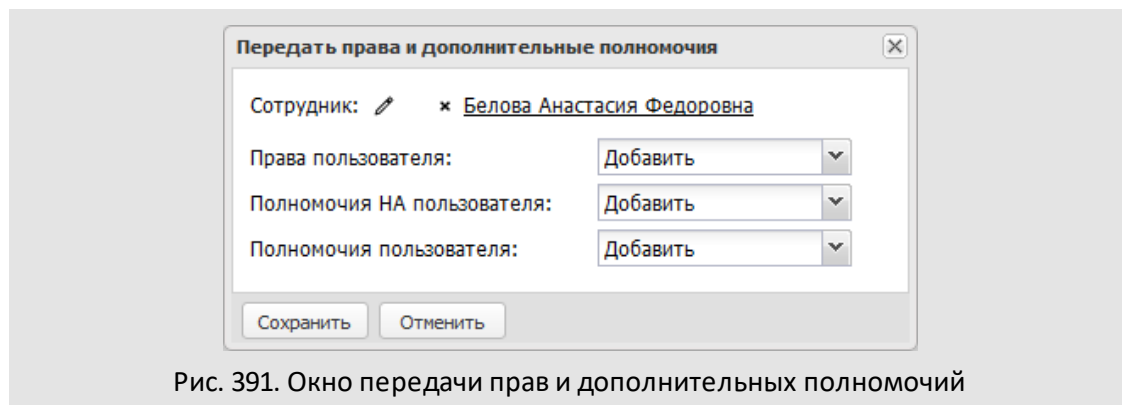 Передать права и дополнительные полномочия
Сотрудник: Белова Анастасия Федоровна
Права пользователя: Добавить
Полномочия НА пользователя: Добавить
Полномочия пользователя: Добавить
Сохранить Отменить
Рис. 391. Окно передачи прав и дополнительных полномочий